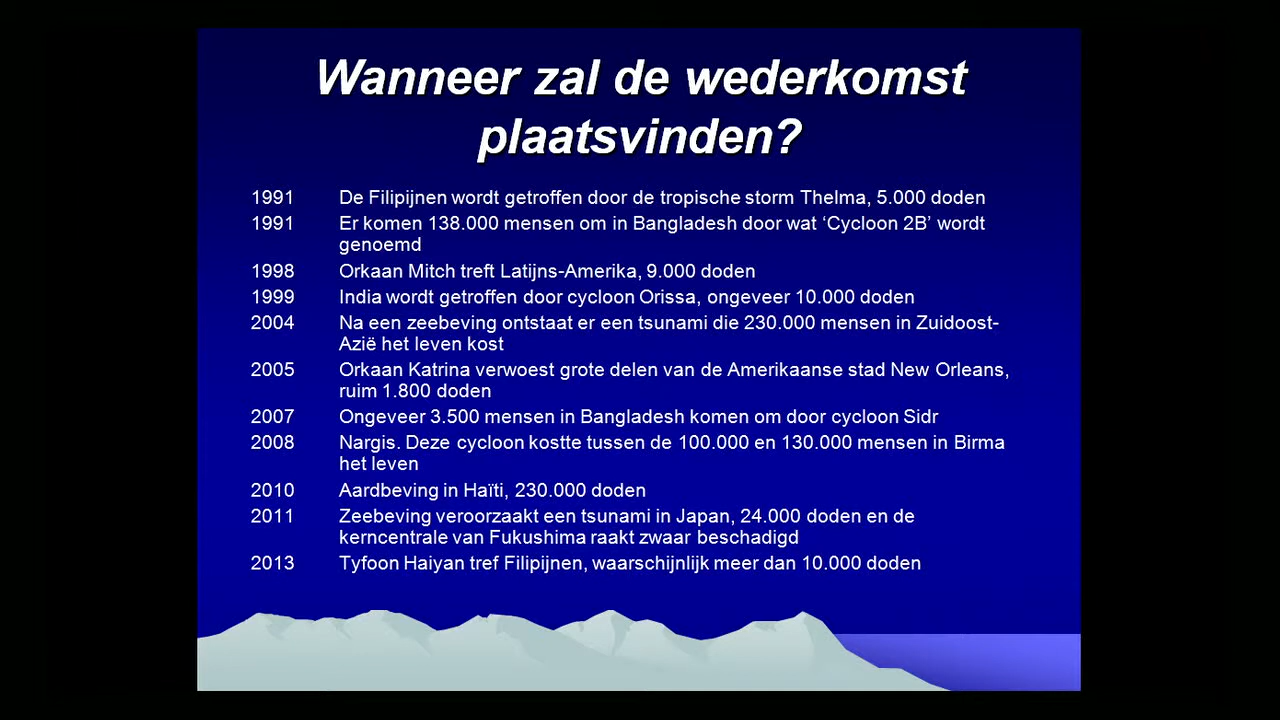 Wanneer zal de wederkomst
plaatsvinden?
1991 De Filipijnen wordt getroffen door de tropische storm Thelma, 5.000 doden
1991 Er komen 138.000 mensen om in Bangladesh door wat ‘Cycloon 2B’ wordt
genoemd
1998 Orkaan Mitch treft Latijns-Amerika, 9.000 doden
1999 India wordt getroffen door cycloon Orissa, ongeveer 10.000 doden
2004 Na een zeebeving ontstaat er een tsunami die 230.000 mensen in Zuidoost-
Azië het leven kost
2005 Orkaan Katrina verwoest grote delen van de Amerikaanse stad New Orleans,
ruim 1.800 doden
2007 Ongeveer 3.500 mensen in Bangladesh komen om door cycloon Sidr
2008 Nargis. Deze cycloon kostte tussen de 100.000 en 130.000 mensen in Birma
het leven
2010 Aardbeving in Haïti, 230.000 doden
2011 Zeebeving veroorzaakt een tsunami in Japan, 24.000 doden en de
kerncentrale van Fukushima raakt zwaar beschadigd
2013 Tyfoon Haiyan tref Filipijnen, waarschijnlijk meer dan 10.000 doden